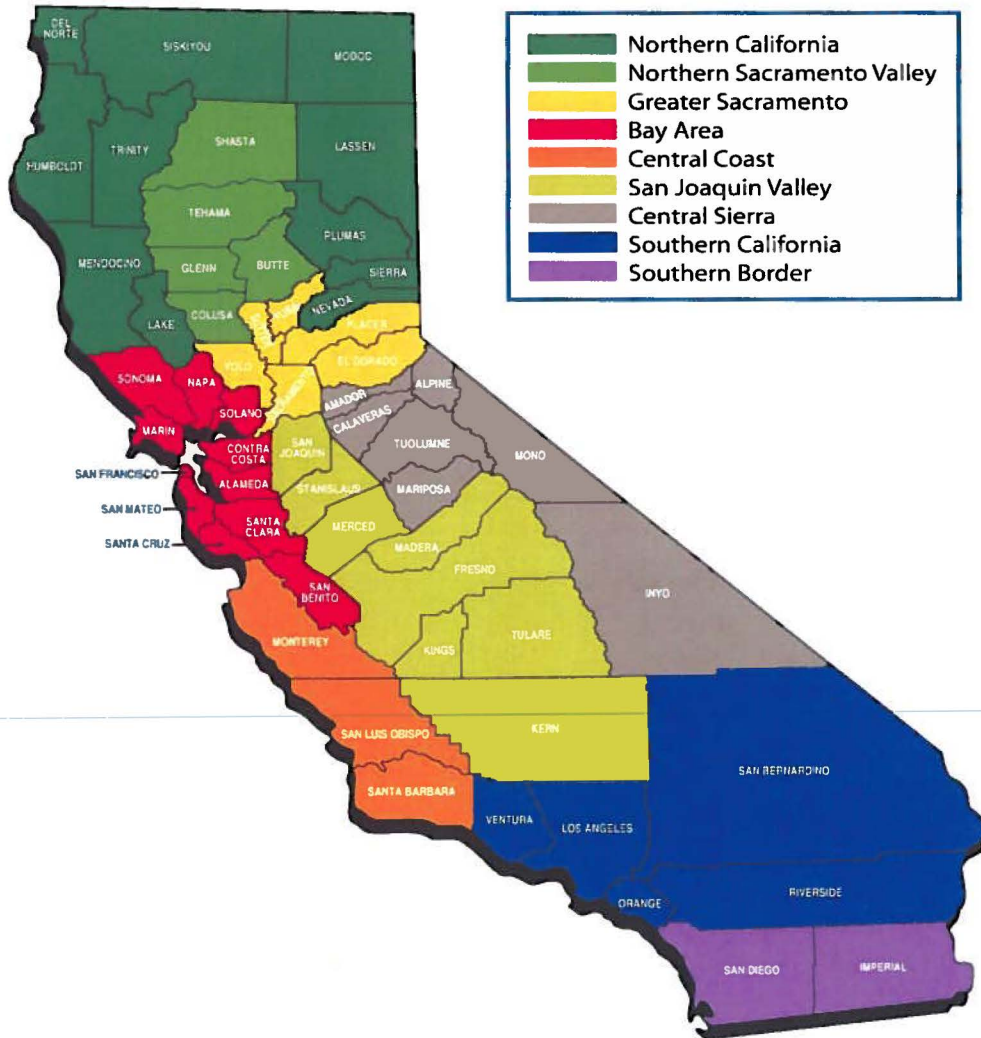 Northern California
Northern Sacramento Valley
Greater Sacramento
Bay Area
Central Coast
San Joaquin Valley
Central Sierra
Southern California
Southern Border
DEL
NORTE
SISKIYOU
MODOC
HUMBOLDT
TRINITY
SHASTA
LASSEN
TEHAMA
PLUMAS
MENDOCINO
GLENN
BUTTE
SIERRA
LAKE
COLUSA
SUTTER
YUBA
NEVADA
PLACER
YOLO
EL DORADO
SONOMA
NAPA
SACRAMENTO
SOLANO
AMADOR
ALPINE
MARIN
CALAVERAS
CONTRA
COSTA
SAN
JOAQUIN
TUOLUMNE
MONO
SAN FRANCISCO
ALAMEDA
STANISLAUS
MARIPOSA
SAN MATEO
SANTA
CLARA
MERCED
SANTA CRUZ
MADERA
FRESNO
SAN
BENITO
INYO
MONTEREY
KINGS
TULARE
SAN LUIS OBISPO
KERN
SANTA BARBARA
SAN BERNARDINO
VENTURA
LOS ANGELES
ORANGE
RIVERSIDE
SAN DIEGO
IMPERIAL